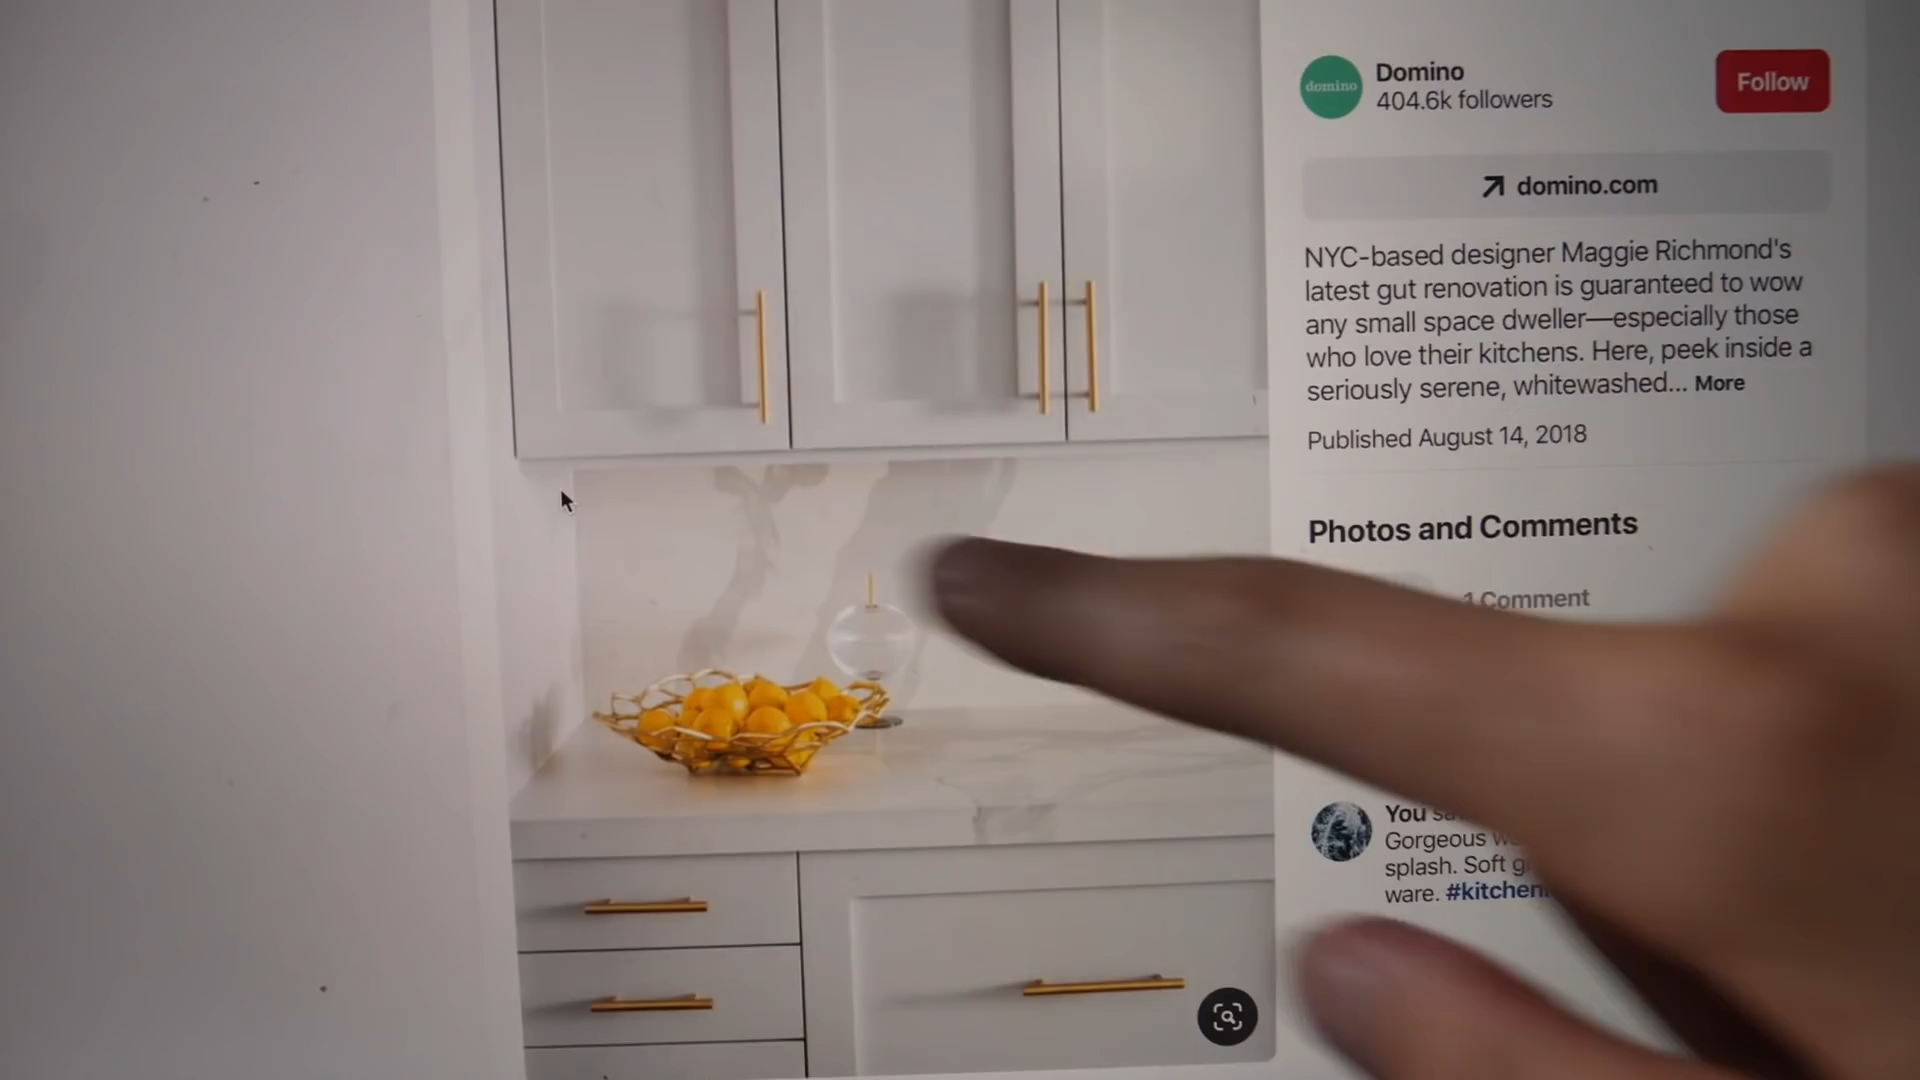 domino
Domino
404.6k followers
Follow
domino.com
NYC-based designer Maggie Richmond's
latest gut renovation is guaranteed to wow
any small space dweller—especially those
who love their kitchens. Here, peek inside a
seriously serene, whitewashed... More
Published August 14, 2018
Photos and Comments
1 Comment
You
Gorgeous
splash. Soft
ware. #kitchen